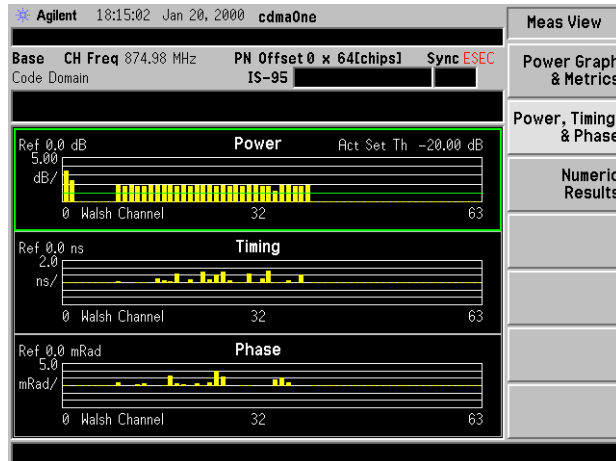 Agilent 18:15:02 Jan 20, 2000 cdmaOne
Meas View
Base CH Freq 874.98 MHz PN Offset 0 x 64[chips] Sync ESEC
Code Domain IS-95
Power Graph
& Metrics
Power, Timing
& Phase
Numeric
Results
Ref 0.0 dB Power Act Set Th -20.00 dB
5.00
dB/
0 Walsh Channel 32 63
Ref 0.0 ns Timing
2.0
ns/
0 Walsh Channel 32 63
Ref 0.0 mRad Phase
5.0
mRad/
0 Walsh Channel 32 63